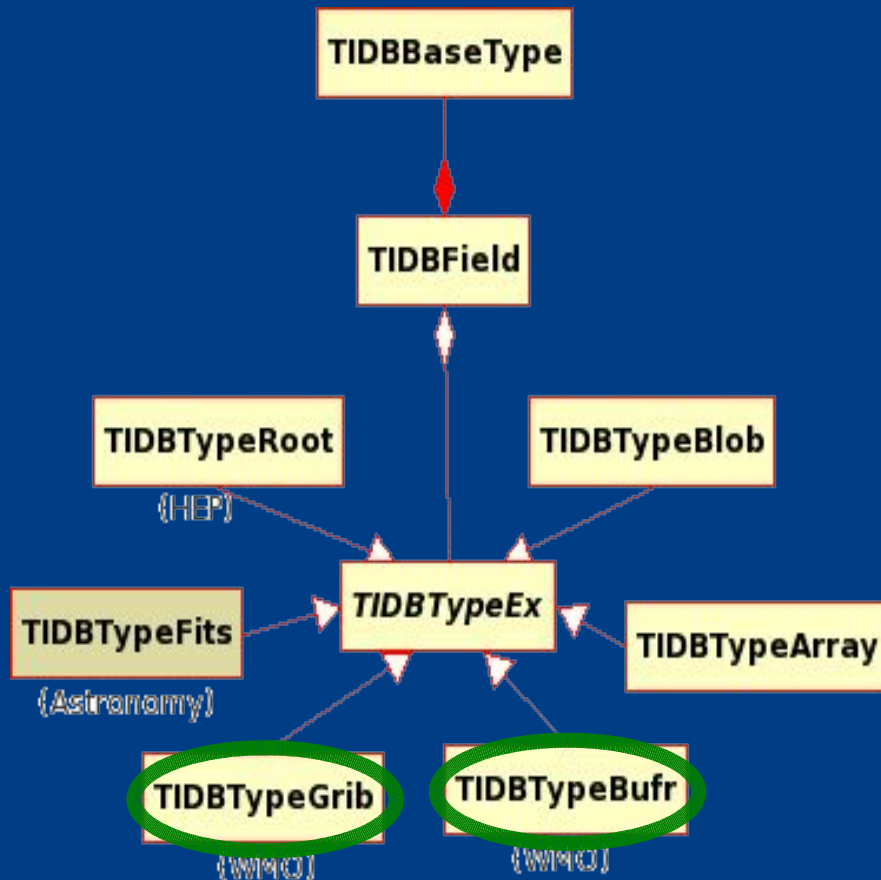 TIDBBaseType
TIDBField
TIDBTypeRoot
TIDBTypeBlob
(HEP)
TIDBTypeEx
TIDBTypeFits
TIDBTypeArray
(Astronomy)
TIDBTypeGrib
TIDBTypeBufr
(WMO)
(WMO)